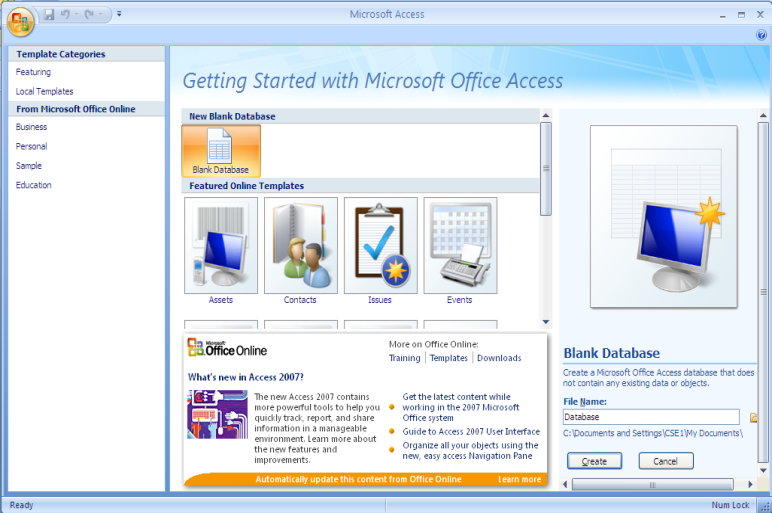 Microsoft Access
Template Categories
Featuring
Local Templates
From Microsoft Office Online
Business
Personal
Sample
Education
Getting Started with Microsoft Office Access
New Blank Database
Blank Database
Featured Online Templates
Assets
Contacts
Issues
Events
Microsoft
Office Online
More on Office Online:
Training | Templates | Downloads
What's new in Access 2007?
The new Access 2007 contains
more powerful tools to help you
quickly track, report, and share
information in a manageable
environment. Learn more about
the new features and
improvements.
Get the latest content while
working in the 2007 Microsoft
Office system
Guide to Access 2007 User Interface
Organize all your objects using the
new, easy access Navigation Pane
Automatically update this content from Office Online
Learn more
Blank Database
Create a Microsoft Office Access database that does
not contain any existing data or objects.
File Name:
Database
C:\Documents and Settings\CSE1\My Documents\
Create
Cancel
Ready
Num Lock